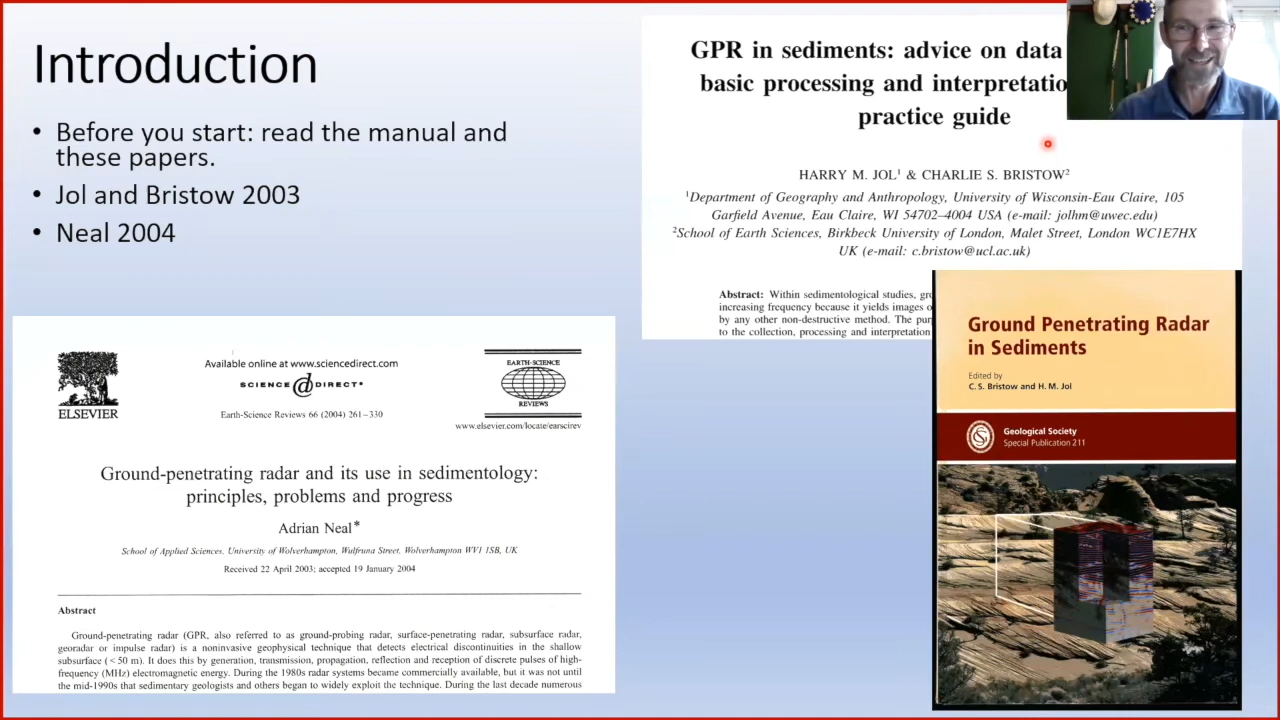 Introduction
• Before you start: read the manual and
these papers.
• Jol and Bristow 2003
• Neal 2004
GPR in sediments: advice on data
basic processing and interpretatio
practice guide
HARRY M. JOL¹ & CHARLIE S. BRISTOW²
¹Department of Geography and Anthropology, University of Wisconsin-Eau Claire, 105
Garfield Avenue, Eau Claire, WI 54702–4004 USA (e-mail: jolhm@uwec.edu)
²School of Earth Sciences, Birkbeck University of London, Malet Street, London WC1E7HX
UK (e-mail: c.bristow@ucl.ac.uk)
Abstract: Within sedimentological studies, gro
increasing frequency because it yields images o
by any other non-destructive method. The pur
to the collection, processing and interpretation
Ground Penetrating Radar
in Sediments
Edited by
C. S. Bristow and H. M. Jol
Geological Society
Special Publication 211
ELSEVIER
Available online at www.sciencedirect.com
SCIENCE @ DIRECT®
Earth-Science Reviews 66 (2004) 261–330
EARTH-SCIENCE
REVIEWS
www.elsevier.com/locate/earscirev
Ground-penetrating radar and its use in sedimentology:
principles, problems and progress
Adrian Neal*
School of Applied Sciences, University of Wolverhampton, Wulfruna Street, Wolverhampton WV1 1SB, UK
Received 22 April 2003; accepted 19 January 2004
Abstract
Ground-penetrating radar (GPR, also referred to as ground-probing radar, surface-penetrating radar, subsurface radar,
georadar or impulse radar) is a noninvasive geophysical technique that detects electrical discontinuities in the shallow
subsurface (<50 m). It does this by generation, transmission, propagation, reflection and reception of discrete pulses of high-
frequency (MHz) electromagnetic energy. During the 1980s radar systems became commercially available, but it was not until
the mid-1990s that sedimentary geologists and others began to widely exploit the technique. During the last decade numerous